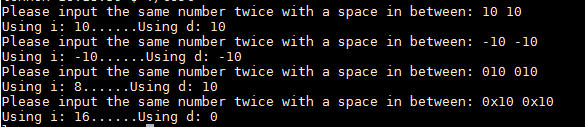 Please input the same number twice with a space in between: 10 10
Using i: 10......Using d: 10
Please input the same number twice with a space in between: -10 -10
Using i: -10......Using d: -10
Please input the same number twice with a space in between: 010 010
Using i: 8......Using d: 10
Please input the same number twice with a space in between: 0x10 0x10
Using i: 16......Using d: 0